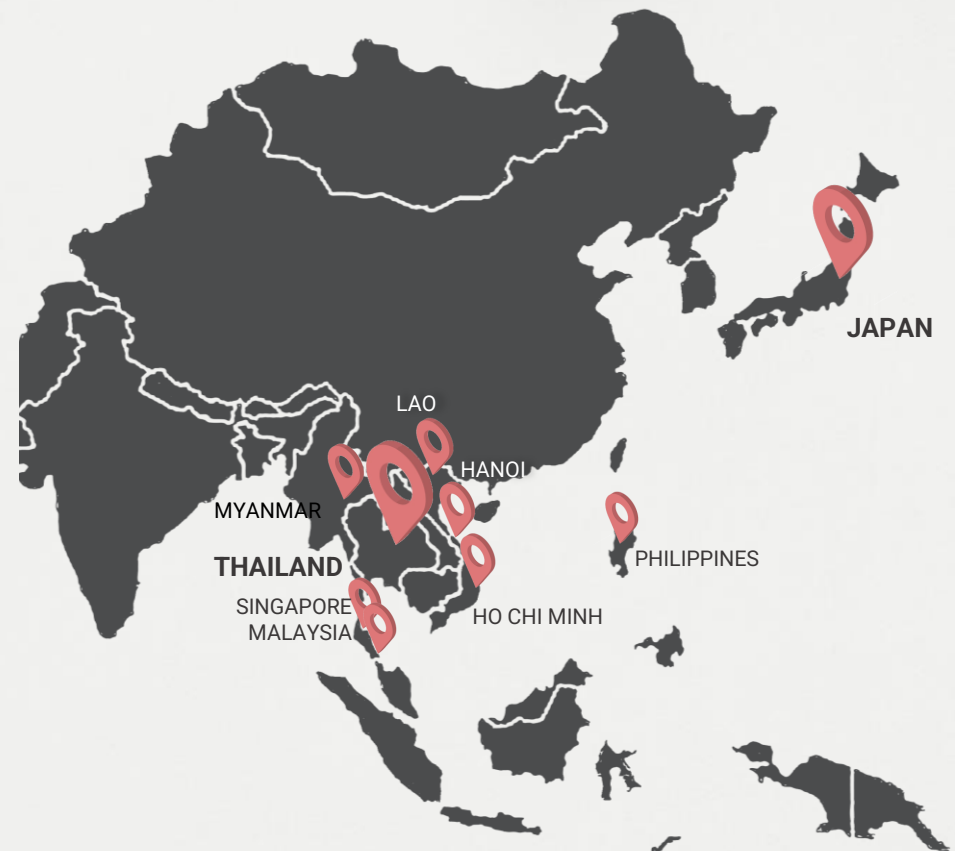 JAPAN
LAO
HANOI
MYANMAR
PHILIPPINES
THAILAND
SINGAPORE
HO CHI MINH
MALAYSIA